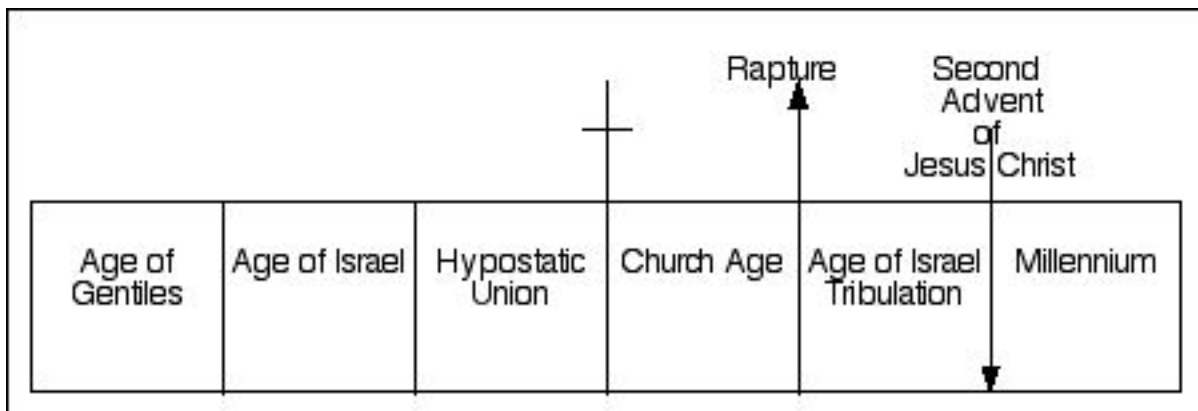 Rapture
Second
Advent
of
Jesus Christ
Age of
Gentiles
Age of Israel
Hypostatic
Union
Church Age
Age of Israel
Tribulation
Millennium